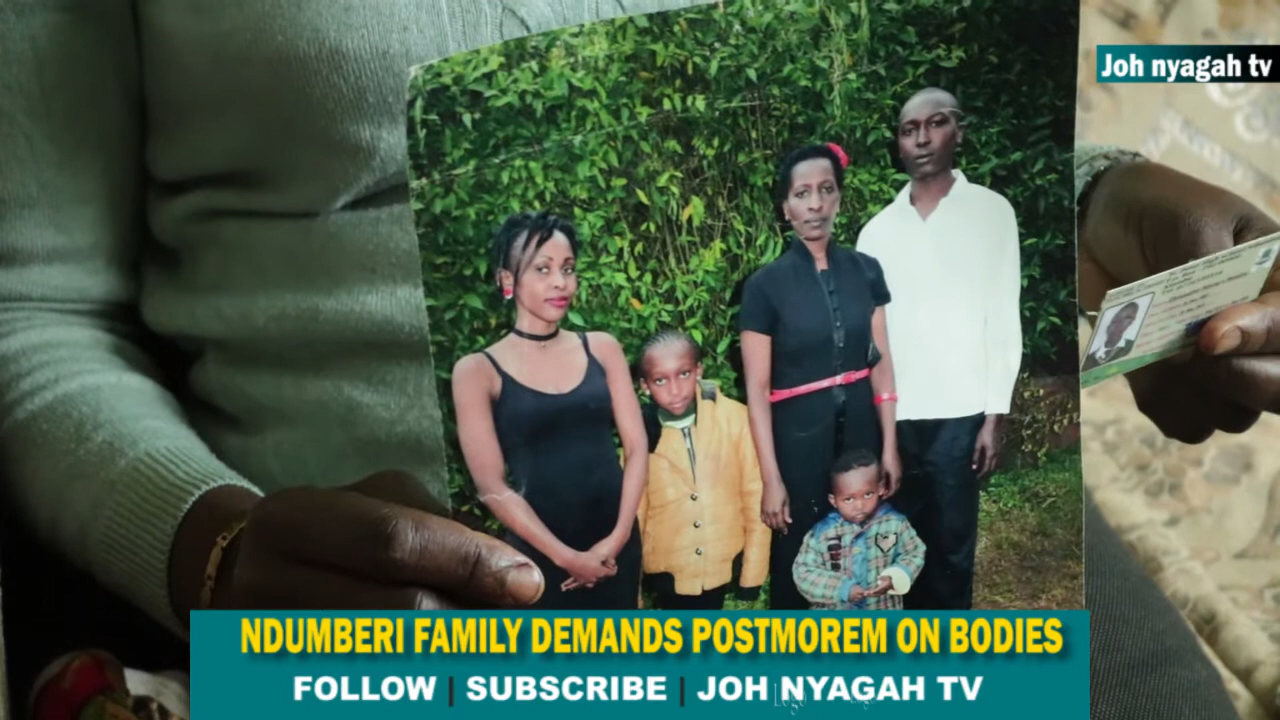 Joh nyagah tv
NDUMBERI FAMILY DEMANDS POSTMOREM ON BODIES
FOLLOW | SUBSCRIBE | JOH NYAGAH TV